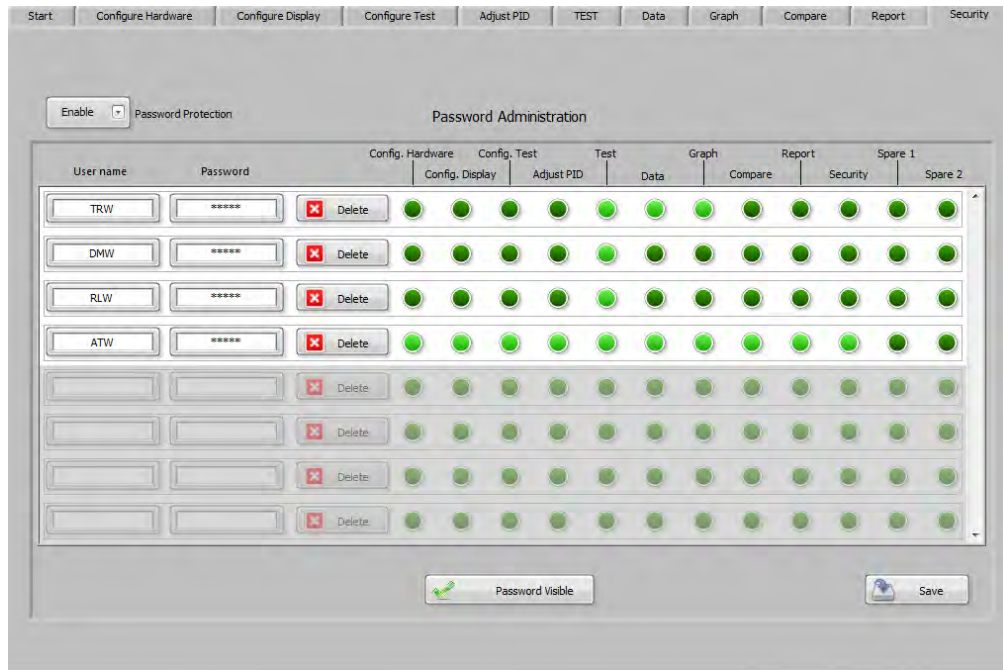 Start Configure Hardware Configure Display Configure Test Adjust PID TEST Data Graph Compare Report Security
Enable Password Protection
Password Administration
Config. Hardware Config. Test Test Graph Report Spare 1
User name Password Config. Display Adjust PID Data Compare Security Spare 2
TRW ***** Delete
DMW ***** Delete
RLW ***** Delete
ATW ***** Delete
Delete
Delete
Delete
Delete
Password Visible Save